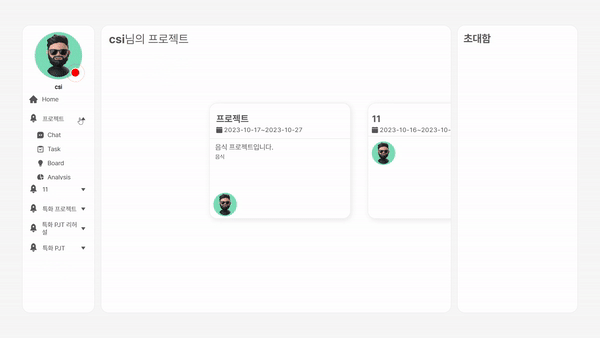 csi
Home
프로젝트
Chat
Task
Board
Analysis
11
특화 프로젝트
특화 PJT 리허
설
특화 PJT
csi님의 프로젝트
프로젝트
2023-10-17~2023-10-27
음식 프로젝트입니다.
음식
11
2023-10-16~2023-10-
초대함